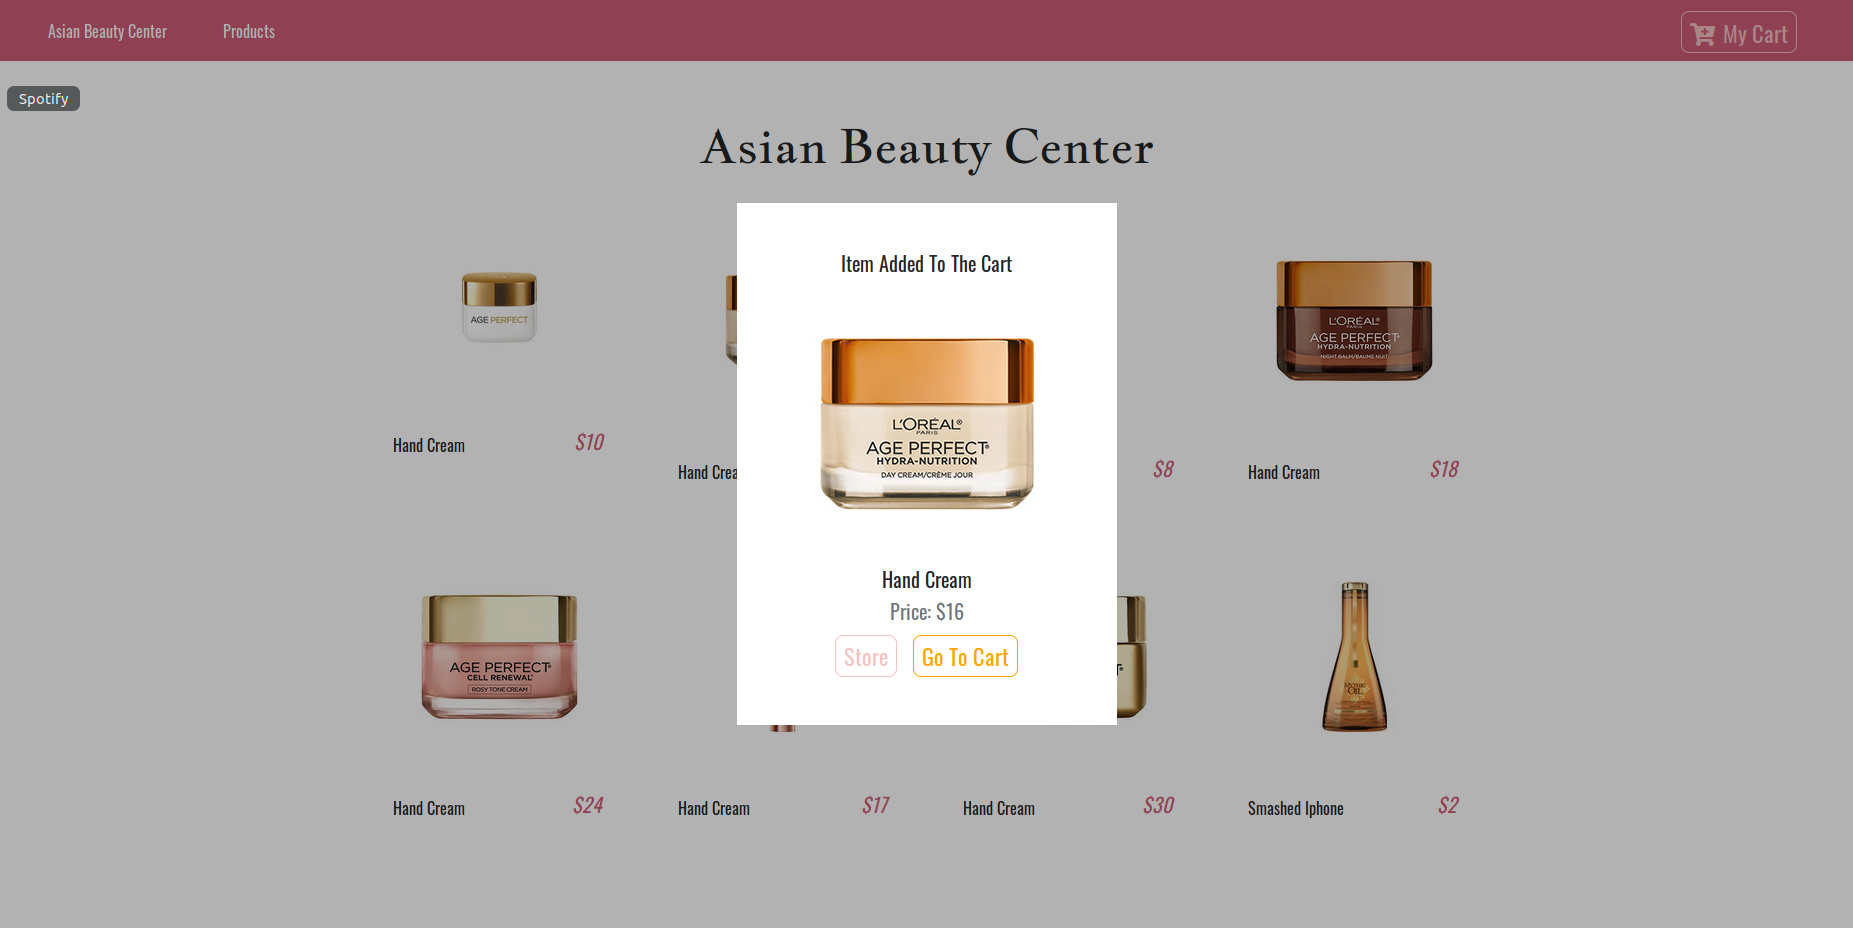 Asian Beauty Center
Products
My Cart
Spotify
Asian Beauty Center
Item Added To The Cart
AGE PERFECT
L'ORÉAL®
PARIS
AGE PERFECT®
HYDRA-NUTRITION
DAY CREAM/CRÈME JOUR
L'ORÉAL®
PARIS
AGE PERFECT®
HYDRA-NUTRITION
NIGHT BALM/BAUME NUIT
Hand Cream
$10
Hand Crea
$8
Hand Cream
$18
Hand Cream
Price: $16
Store
Go To Cart
AGE PERFECT®
CELL RENEWAL*
ROSY TONE CREAM
MYTHIC
OIL
Hand Cream
$24
Hand Cream
$17
Hand Cream
$30
Smashed Iphone
$2